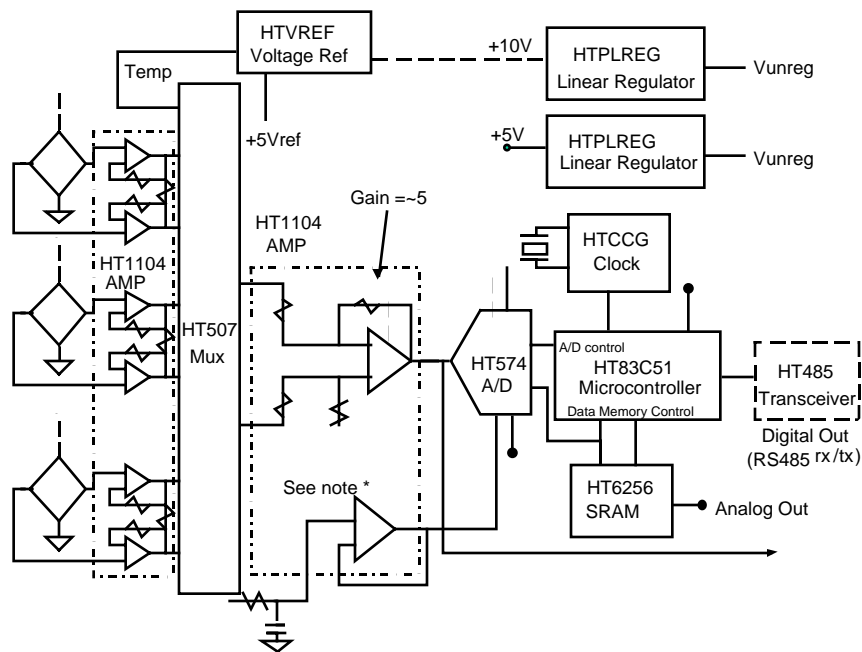 HTVREF
Voltage Ref
+10V
HTPLREG
Linear Regulator
Vunreg
Temp
+5Vref
+5V
HTPLREG
Linear Regulator
Vunreg
Gain =~5
HT1104
AMP
HTCCG
Clock
HT1104
AMP
HT507
Mux
HT574
A/D
A/D control
HT83C51
Microcontroller
Data Memory Control
HT485
Transceiver
Digital Out
(RS485 rx/tx)
See note *
HT6256
SRAM
Analog Out